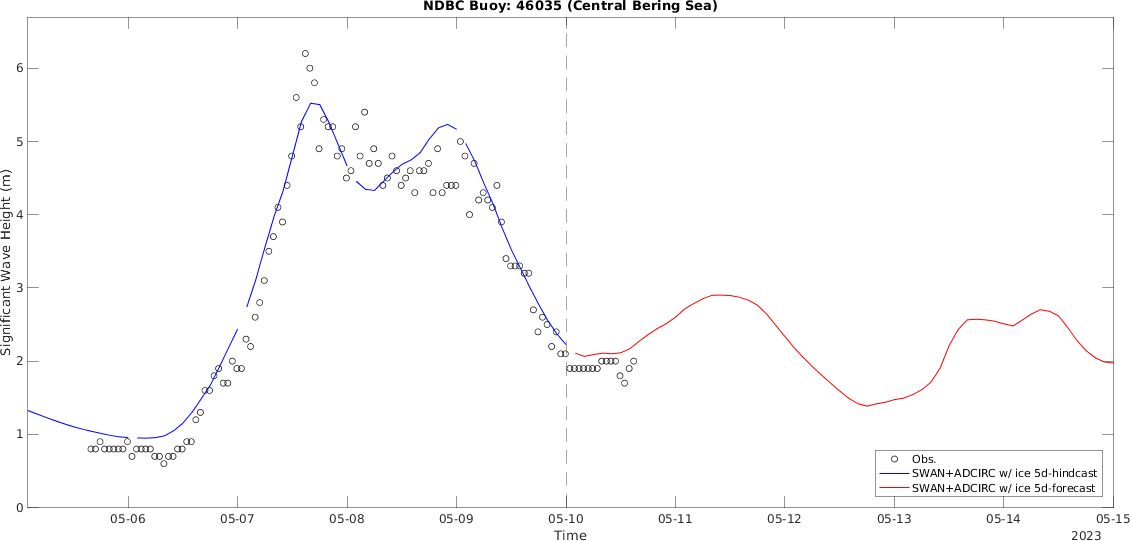 NDBC Buoy: 46035 (Central Bering Sea)
Significant Wave Height (m)
6
5
4
3
2
1
0
Obs.
SWAN+ADCIRC w/ ice 5d-hindcast
SWAN+ADCIRC w/ ice 5d-forecast
05-06 05-07 05-08 05-09 05-10 05-11 05-12 05-13 05-14 05-15
Time
2023